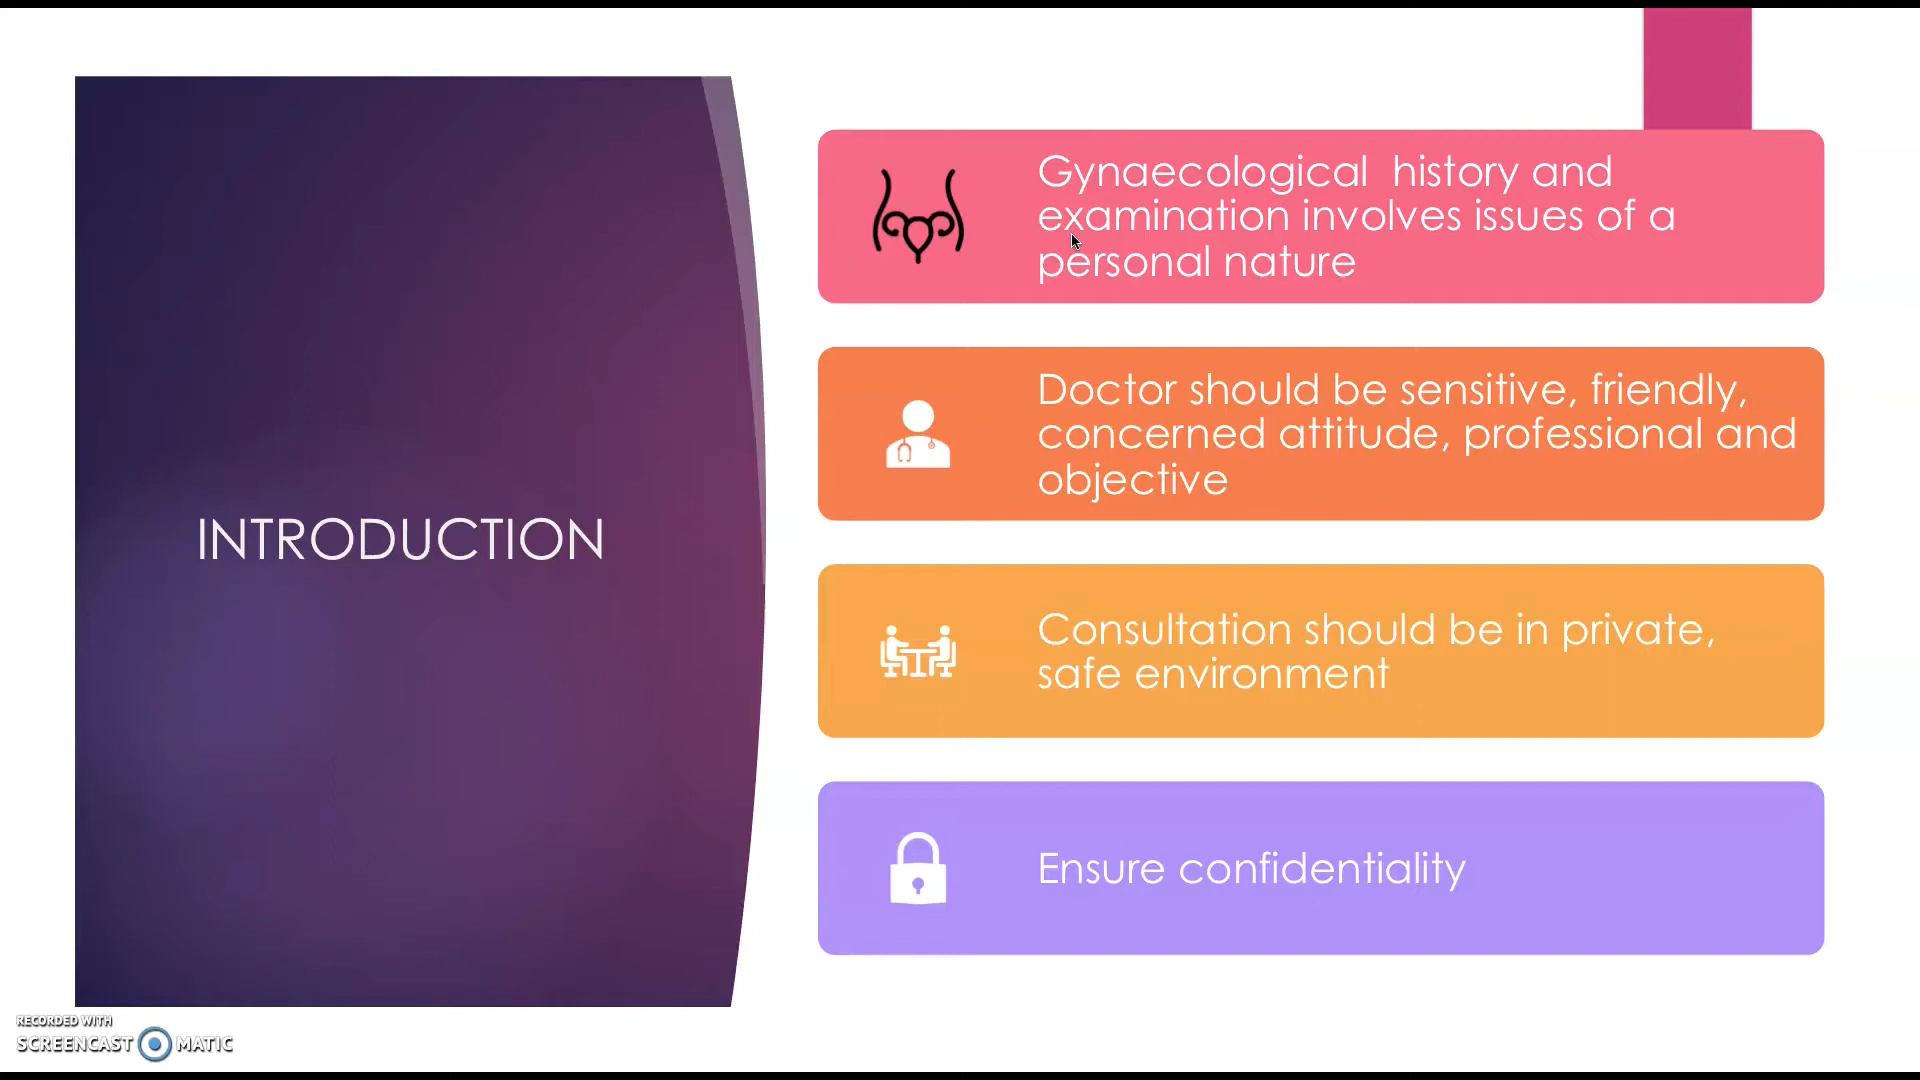 INTRODUCTION
Gynaecological  history and
examination involves issues of a
personal nature
Doctor should be sensitive, friendly,
concerned attitude, professional and
objective
Consultation should be in private,
safe environment
Ensure confidentiality
RECORDED WITH
SCREENCAST MATIC